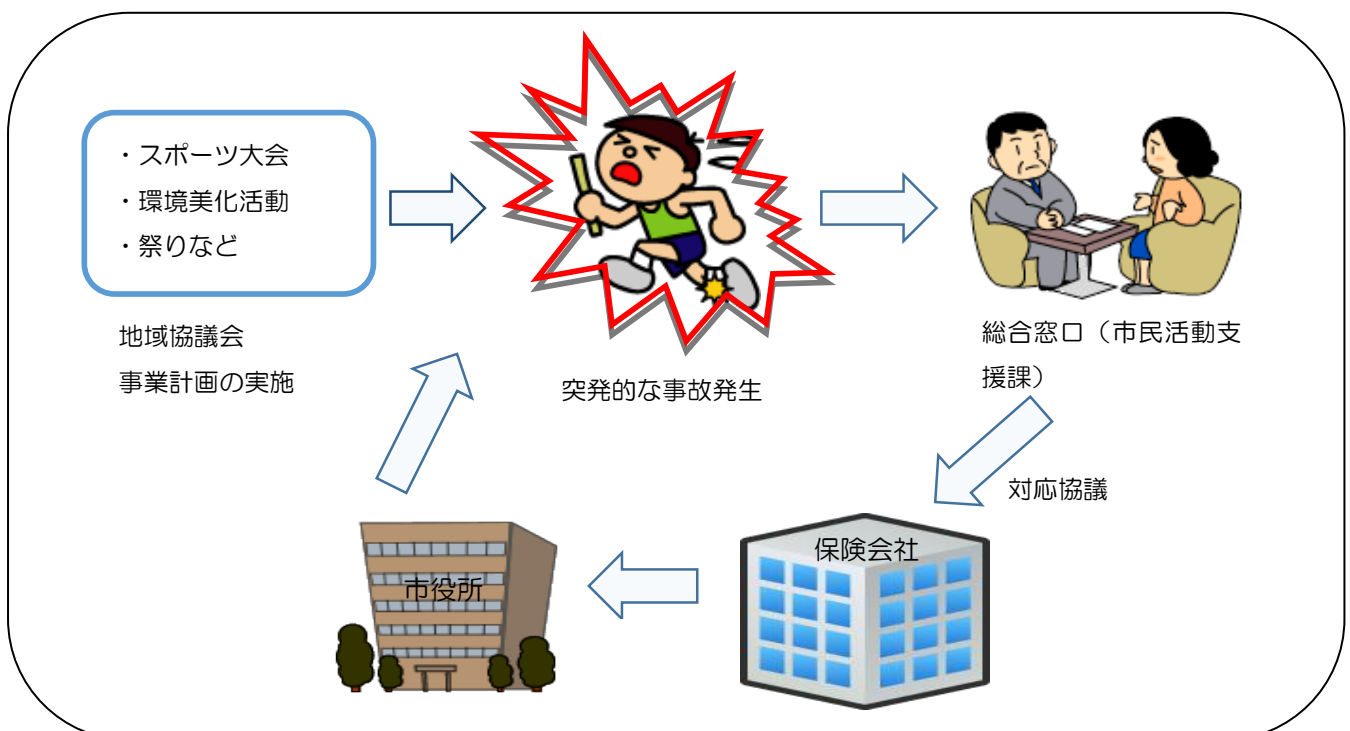 ・スポーツ大会
・環境美化活動
・祭りなど
地域協議会
事業計画の実施
突発的な事故発生
総合窓口（市民活動支
援課）
対応協議
保険会社
市役所